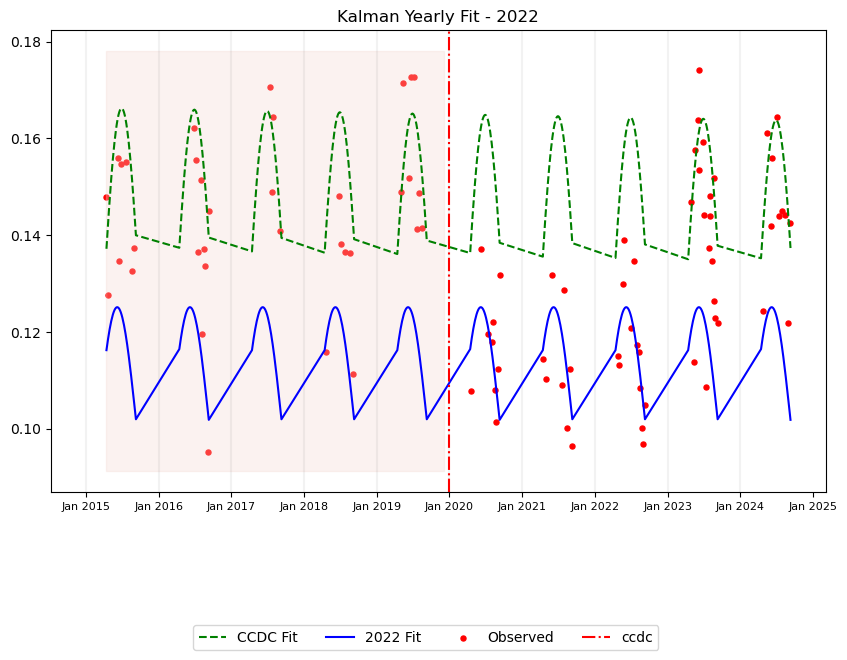 Kalman Yearly Fit - 2022
0.18
0.16
0.14
0.12
0.10
Jan 2015 Jan 2016 Jan 2017 Jan 2018 Jan 2019 Jan 2020 Jan 2021 Jan 2022 Jan 2023 Jan 2024 Jan 2025
CCDC Fit 2022 Fit Observed ccdc